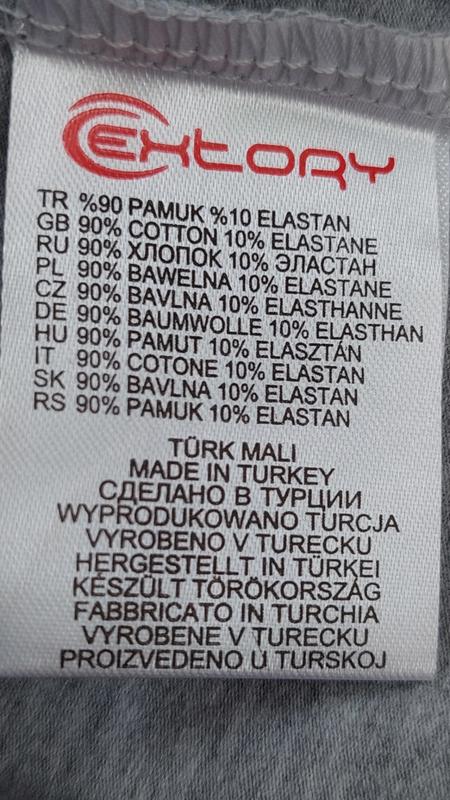 EXTORY
TR %90 PAMUK %10 ELASTAN
GB 90% COTTON 10% ELASTANE
RU 90% ХЛОПОК 10% ЭЛАСТАН
PL 90% BAWELNA 10% ELASTANE
CZ 90% BAVLNA 10% ELASTHANNE
DE 90% BAUMWOLLE 10% ELASTHAN
HU 90% PAMUT 10% ELASZTÁN
IT 90% COTONE 10% ELASTAN
SK 90% BAVLNA 10% ELASTAN
RS 90% PAMUK 10% ELASTAN
TÜRK MALI
MADE IN TURKEY
СДЕЛАНО В ТУРЦИИ
WYPRODUKOWANO TURCJA
VYROBENO V TURECKU
HERGESTELLT IN TÜRKEI
KÉSZÜLT TÖRÖKORSZÁG
FABBRICATO IN TURCHIA
VYROBENE V TURECKU
PROIZVEDENO U TURSKOJ